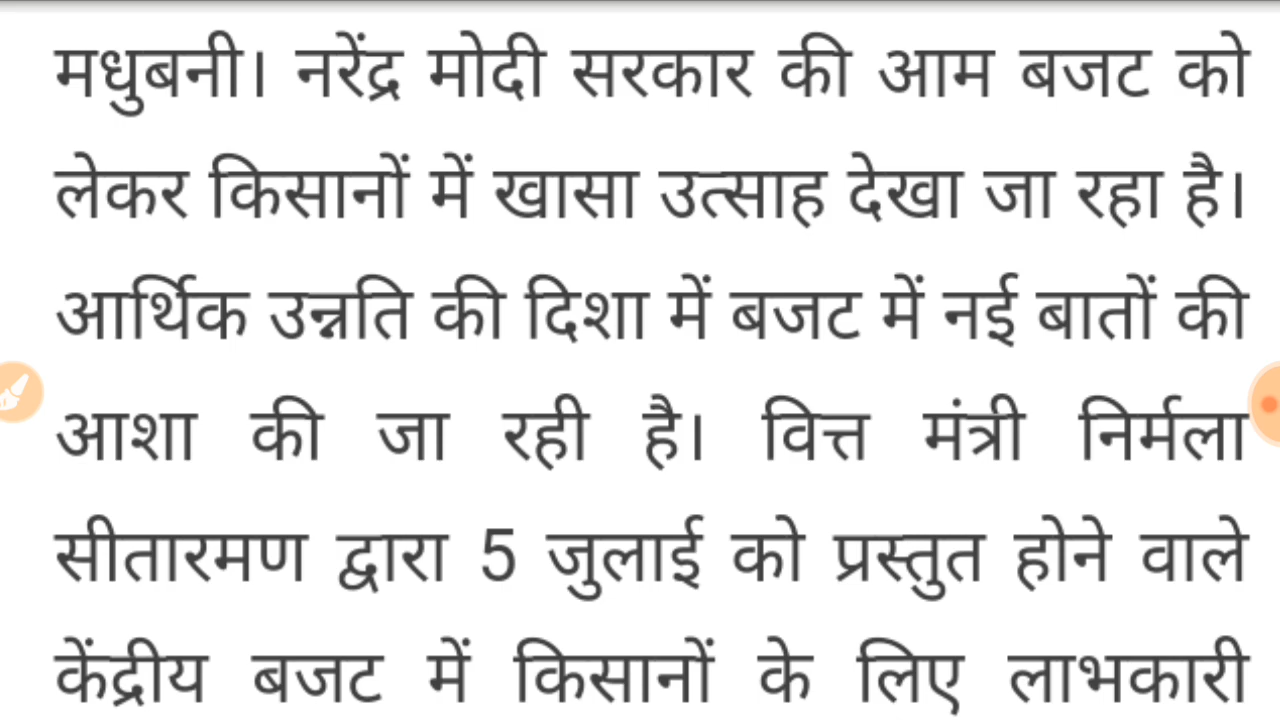 मधुबनी। नरेंद्र मोदी सरकार की आम बजट को
लेकर किसानों में खासा उत्साह देखा जा रहा है।
आर्थिक उन्नति की दिशा में बजट में नई बातों की
आशा की जा रही है। वित्त मंत्री निर्मला
सीतारमण द्वारा 5 जुलाई को प्रस्तुत होने वाले
केंद्रीय बजट में किसानों के लिए लाभकारी